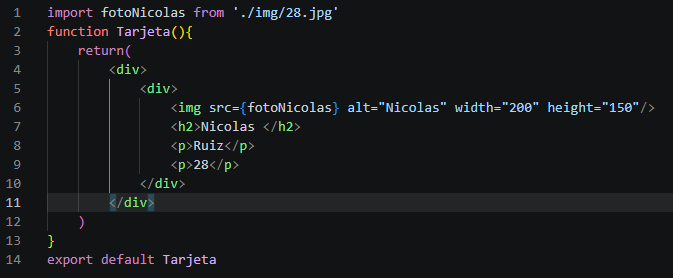 1 import fotoNicolas from './img/28.jpg'
2 function Tarjeta(){
3     return(
4         <div>
5             <div>
6                 <img src={fotoNicolas} alt="Nicolas" width="200" height="150"/>
7                 <h2>Nicolas </h2>
8                 <p>Ruiz</p>
9                 <p>28</p>
10             </div>
11         </div>
12     )
13 }
14 export default Tarjeta